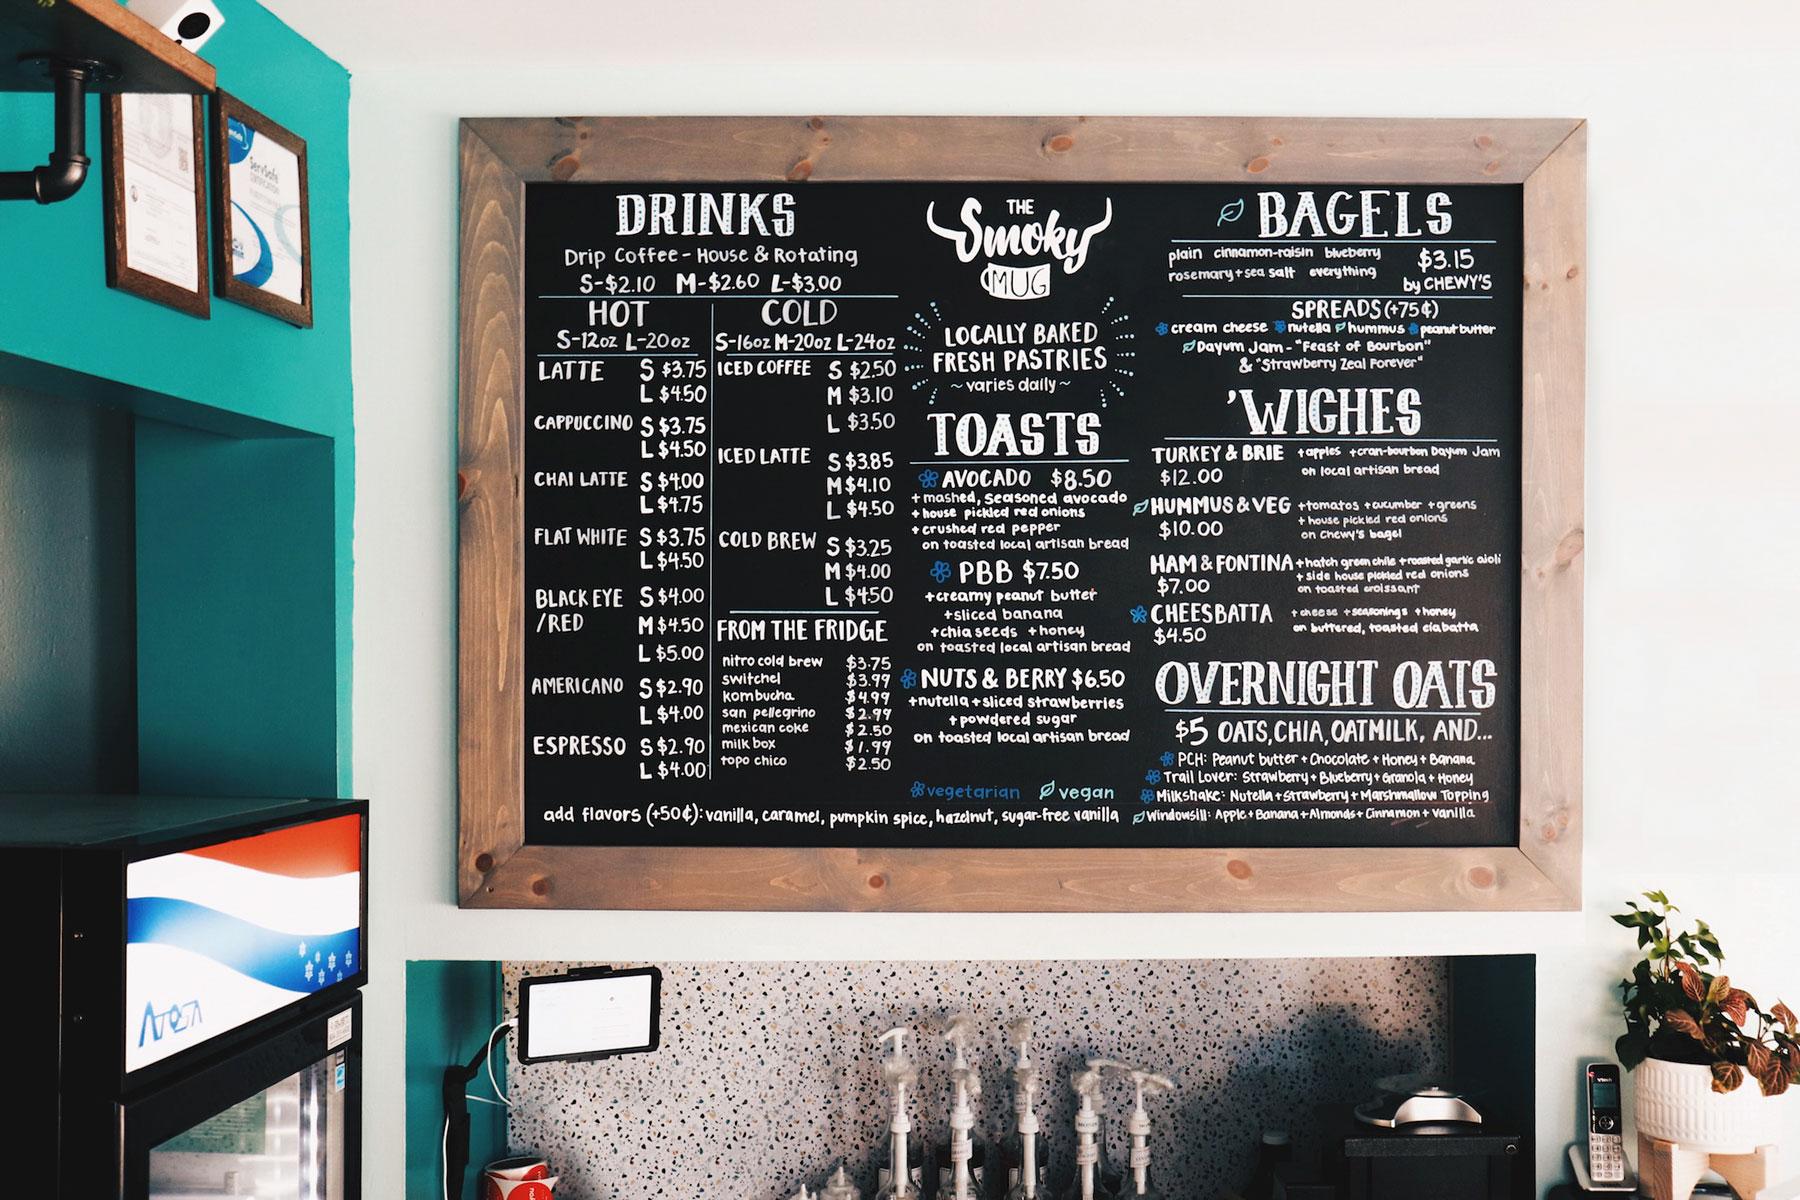 DRINKS
Drip Coffee - House & Rotating
S-$2.10 M-$2.60 L-$3.00
HOT
S-12oz L-20oz
LATTE S $3.75
L $4.50
CAPPUCCINO S $3.75
L $4.50
CHAI LATTE S $4.00
L $4.75
FLAT WHITE S $3.75
L $4.50
BLACK EYE S $4.00
/RED M $4.50
L $5.00
AMERICANO S $2.90
L $4.00
ESPRESSO S $2.90
L $4.00
COLD
S-16oz M-20oz L-24oz
ICED COFFEE S $2.50
M $3.10
L $3.50
ICED LATTE S $3.85
M $4.10
L $4.50
COLD BREW S $3.25
M $4.00
L $4.50
FROM THE FRIDGE
nitro cold brew $3.75
switchel $3.99
kombucha $4.99
san pellegrino $2.99
mexican coke $2.50
milk box $1.99
topo chico $2.50
add flavors (+50¢): vanilla, caramel, pumpkin spice, hazelnut, sugar-free vanilla
THE
Smoky
MUG
LOCALLY BAKED
FRESH PASTRIES
~ varies daily ~
TOASTS
AVOCADO $8.50
+ mashed, seasoned avocado
+ house pickled red onions
+ crushed red pepper
on toasted local artisan bread
PBB $7.50
+ creamy peanut butter
+ sliced banana
+ chia seeds + honey
on toasted local artisan bread
NUTS & BERRY $6.50
+ nutella + sliced strawberries
+ powdered sugar
on toasted local artisan bread
vegetarian vegan
BAGELS
plain cinnamon-raisin blueberry
rosemary + sea salt everything
$3.15
by CHEWY'S
SPREADS (+75¢)
cream cheese nutella hummus peanut butter
Dayum Jam - "Feast of Bourbon"
& "Strawberry Zeal Forever"
'WICHES
TURKEY & BRIE + apples + cran-bourbon Dayum Jam
$12.00 on local artisan bread
HUMMUS & VEG + tomatos + cucumber + greens
$10.00 + house pickled red onions
on Chewy's bagel
HAM & FONTINA + hatch green chile + roasted garlic aioli
$7.00 + side house pickled red onions
on toasted croissant
CHEESBATTA + cheese + seasonings + honey
$4.50 on buttered, toasted ciabatta
OVERNIGHT OATS
$5 OATS, CHIA, OATMILK, AND...
PCH: Peanut butter + Chocolate + Honey + Banana
Trail Lover: Strawberry + Blueberry + Granola + Honey
Milkshake: Nutella + Strawberry + Marshmallow Topping
Windowsill: Apple + Banana + Almonds + Cinnamon + Vanilla
ServSafe
CERTIFICATION
Atosa
vtech